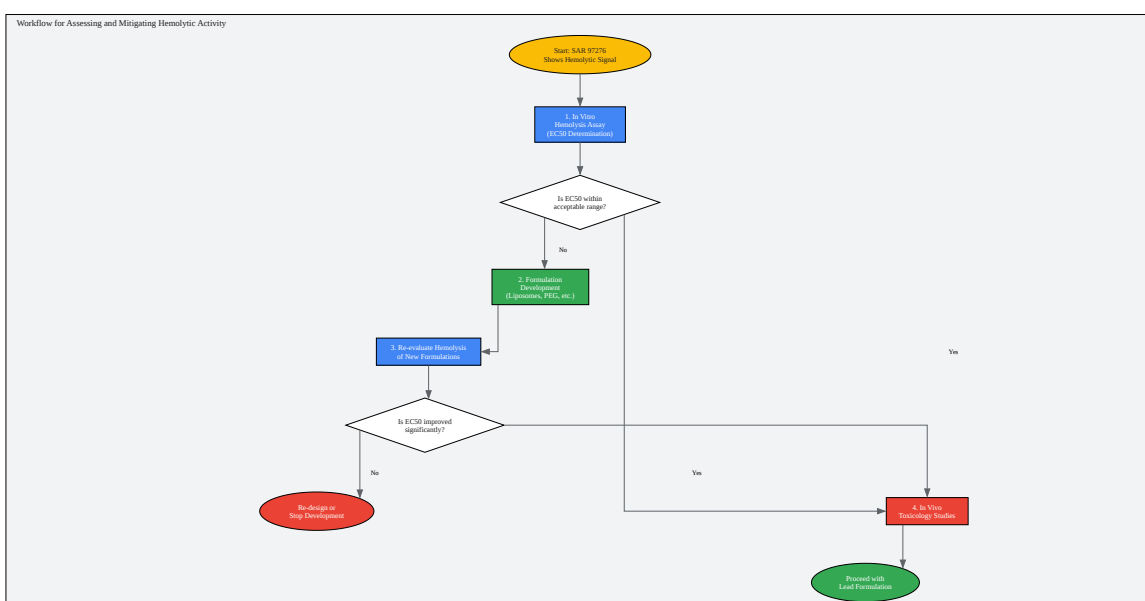 Workflow for Assessing and Mitigating Hemolytic Activity
Start: SAR 97276
Shows Hemolytic Signal
1. In Vitro
Hemolysis Assay
(EC50 Determination)
Is EC50 within
acceptable range?
No
2. Formulation
Development
(Liposomes, PEG, etc.)
3. Re-evaluate Hemolysis
of New Formulations
Yes
Is EC50 improved
significantly?
No
Yes
Re-design or
Stop Development
4. In Vivo
Toxicology Studies
Proceed with
Lead Formulation